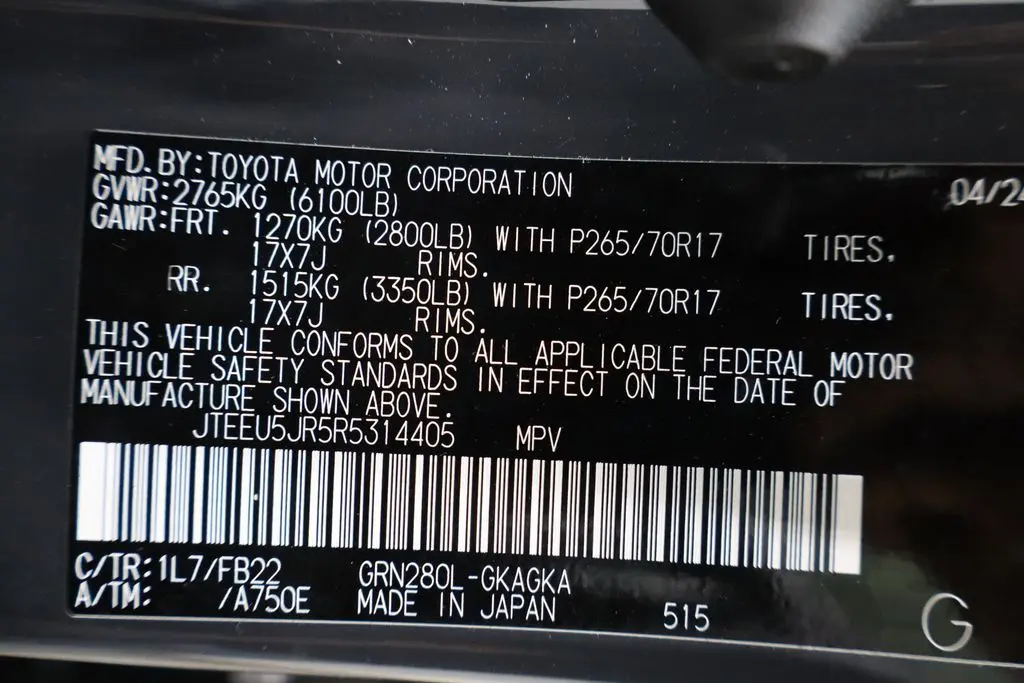 MFD. BY: TOYOTA MOTOR CORPORATION 04/24
GVWR: 2765KG (6100LB)
GAWR: FRT. 1270KG (2800LB) WITH P265/70R17 TIRES.
17X7J RIMS.
RR. 1515KG (3350LB) WITH P265/70R17 TIRES.
17X7J RIMS.
THIS VEHICLE CONFORMS TO ALL APPLICABLE FEDERAL MOTOR
VEHICLE SAFETY STANDARDS IN EFFECT ON THE DATE OF
MANUFACTURE SHOWN ABOVE.
JTEEU5JR5R5314405 MPV
C/TR: 1L7/FB22 GRN280L-GKAGKA
A/TM: /A750E MADE IN JAPAN 515 G